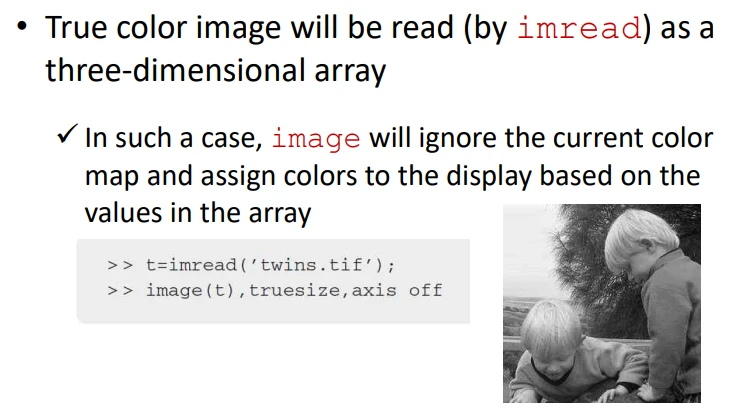 • True color image will be read (by imread) as a
three-dimensional array
✓ In such a case, image will ignore the current color
map and assign colors to the display based on the
values in the array
>> t=imread(’twins.tif’);
>> image(t),truesize,axis off